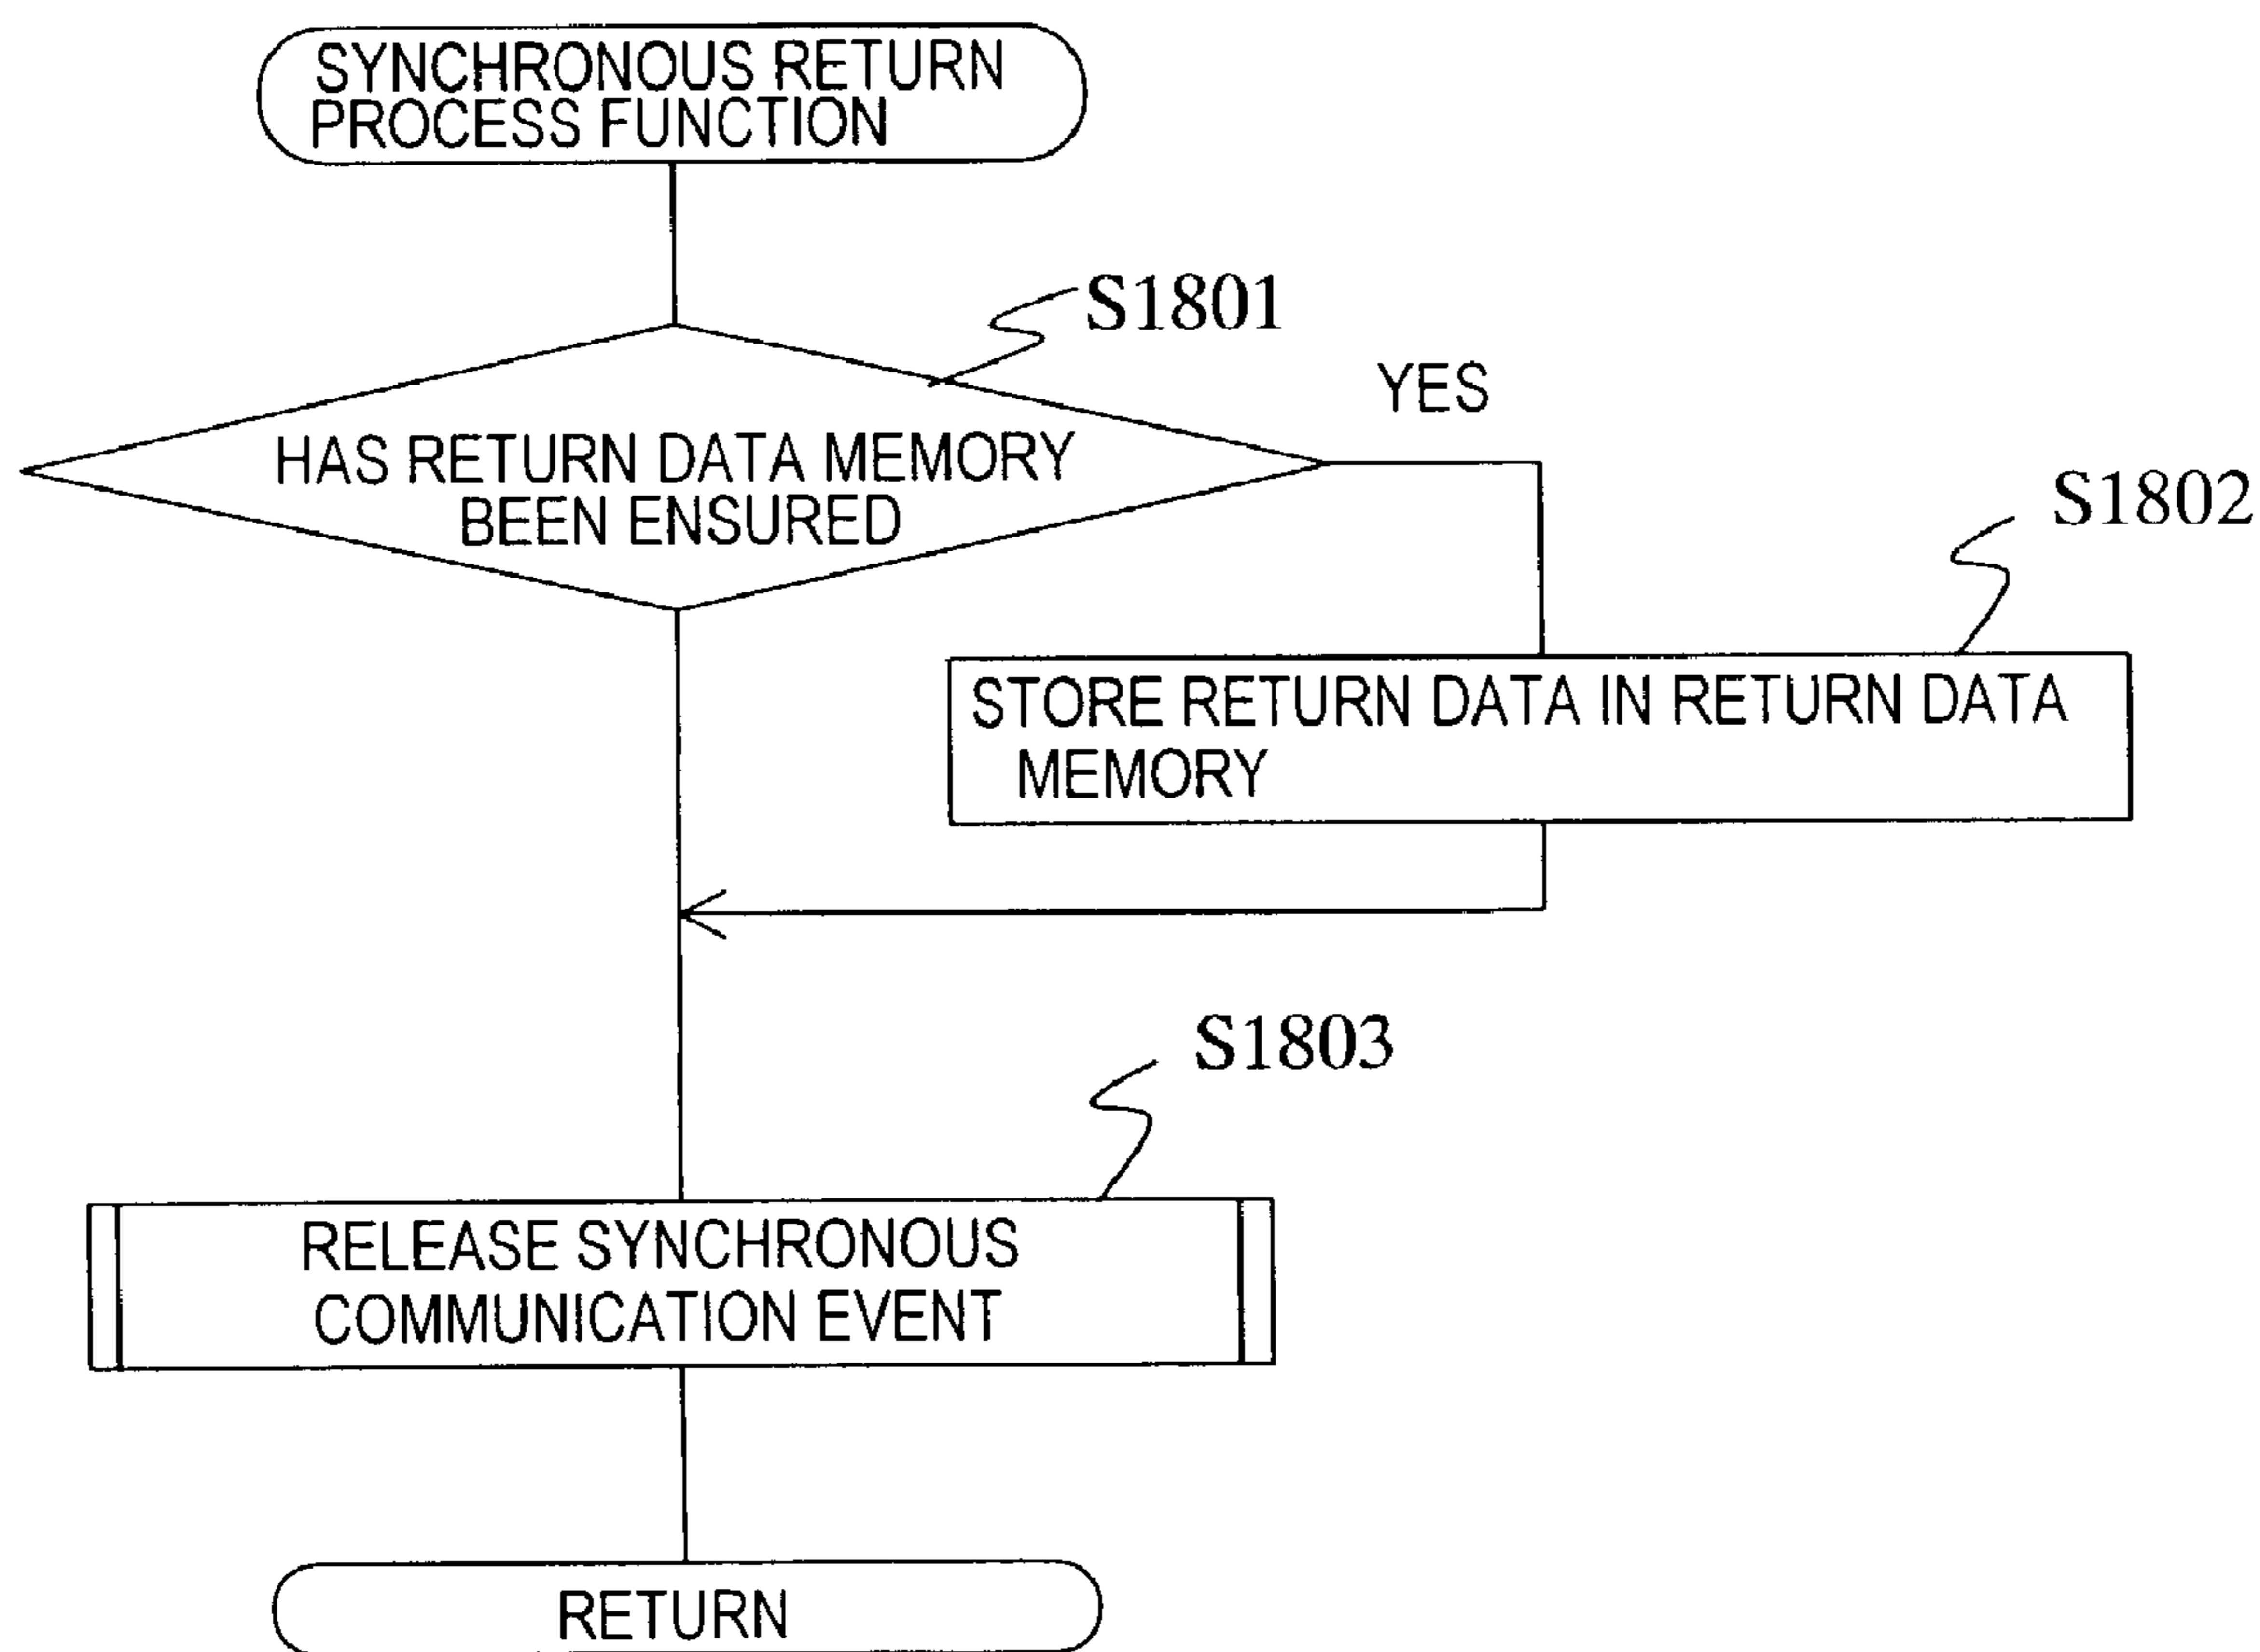 SYNCHRONOUS RETURN
PROCESS FUNCTION
S1801
YES
HAS RETURN DATA MEMORY
BEEN ENSURED
S1802
STORE RETURN DATA IN RETURN DATA
MEMORY
S1803
RELEASE SYNCHRONOUS
COMMUNICATION EVENT
RETURN